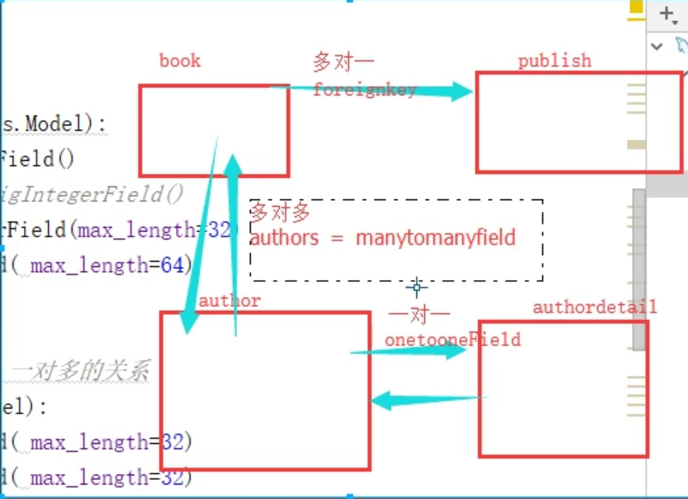 book
多对一
publish
foreignkey
s.Model):
Field()
igIntegerField()
rField(max_length=32)
多对多
authors = manytomanyfield
d( max_length=64)
author
一对一
authordetail
onetooneField
一对多的关系
el):
d( max_length=32)
d( max_length=32)